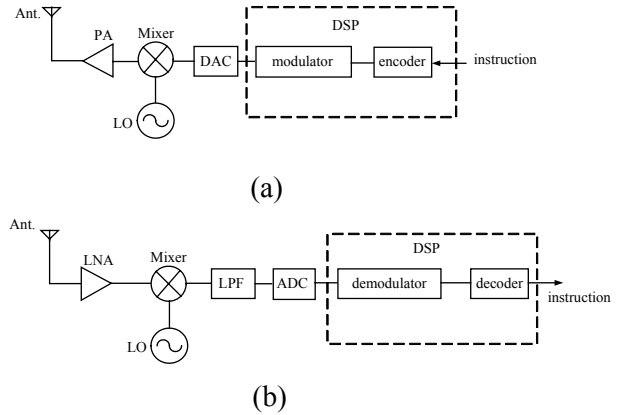 Ant.
PA
Mixer
DAC
DSP
modulator
encoder
instruction
LO
(a)
Ant.
LNA
Mixer
LPF
ADC
DSP
demodulator
decoder
instruction
LO
(b)